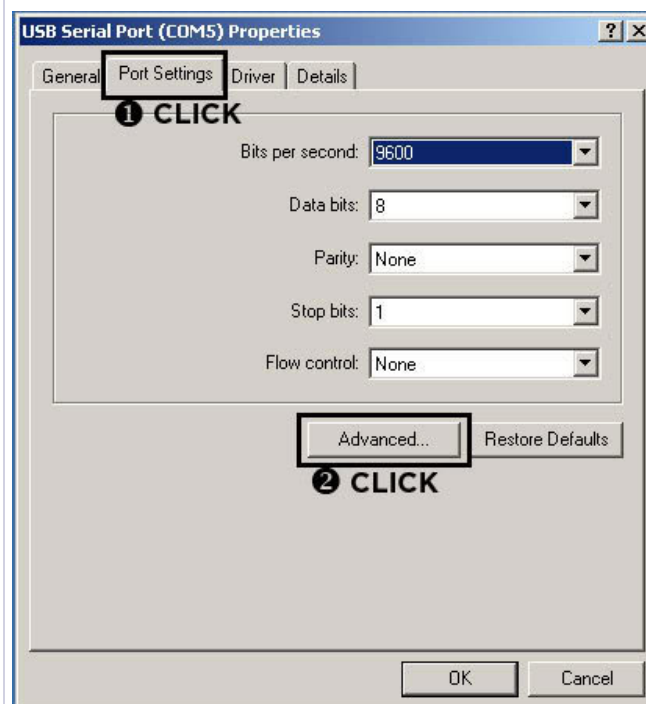 USB Serial Port (COM5) Properties
General Port Settings Driver Details
❶ CLICK
Bits per second: 9600
Data bits: 8
Parity: None
Stop bits: 1
Flow control: None
Advanced... Restore Defaults
❷ CLICK
OK Cancel